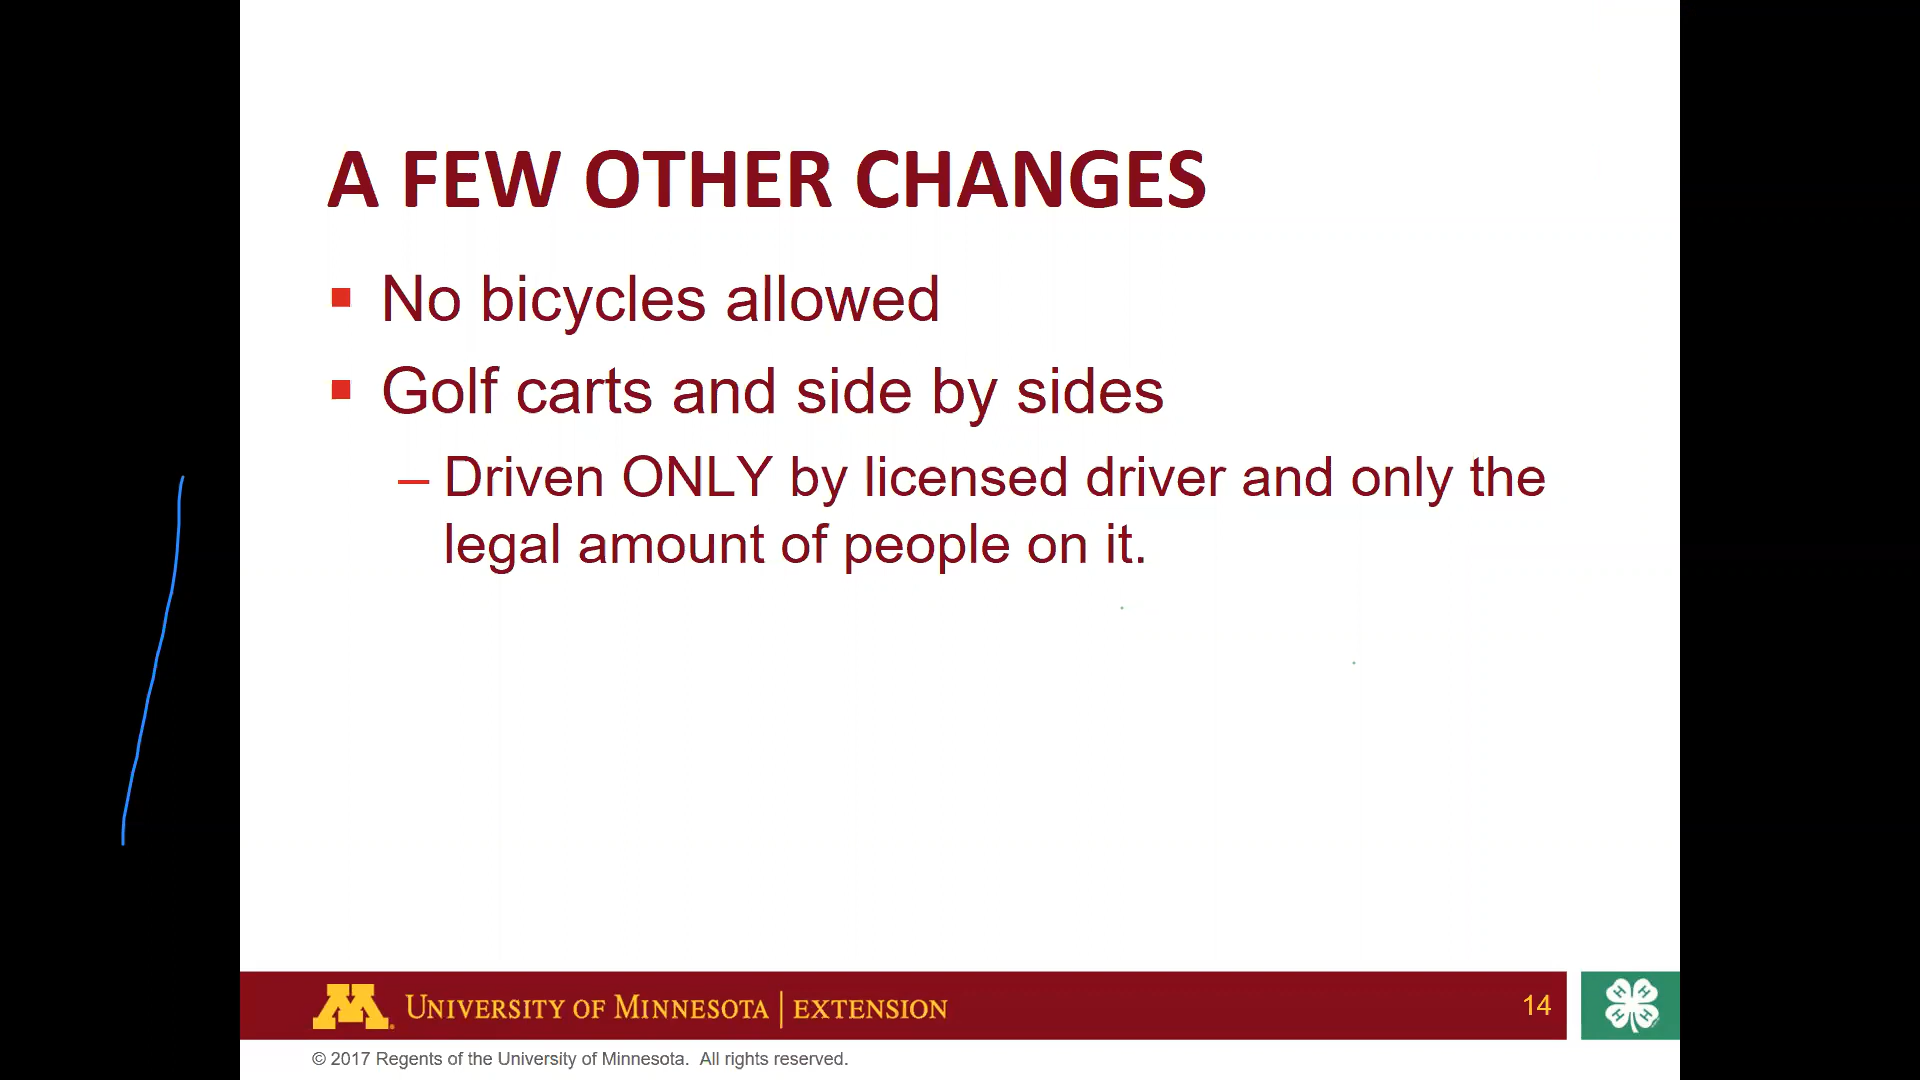 A FEW OTHER CHANGES
▪ No bicycles allowed
▪ Golf carts and side by sides
– Driven ONLY by licensed driver and only the
legal amount of people on it.
M UNIVERSITY OF MINNESOTA | EXTENSION
14
H H H H
© 2017 Regents of the University of Minnesota. All rights reserved.